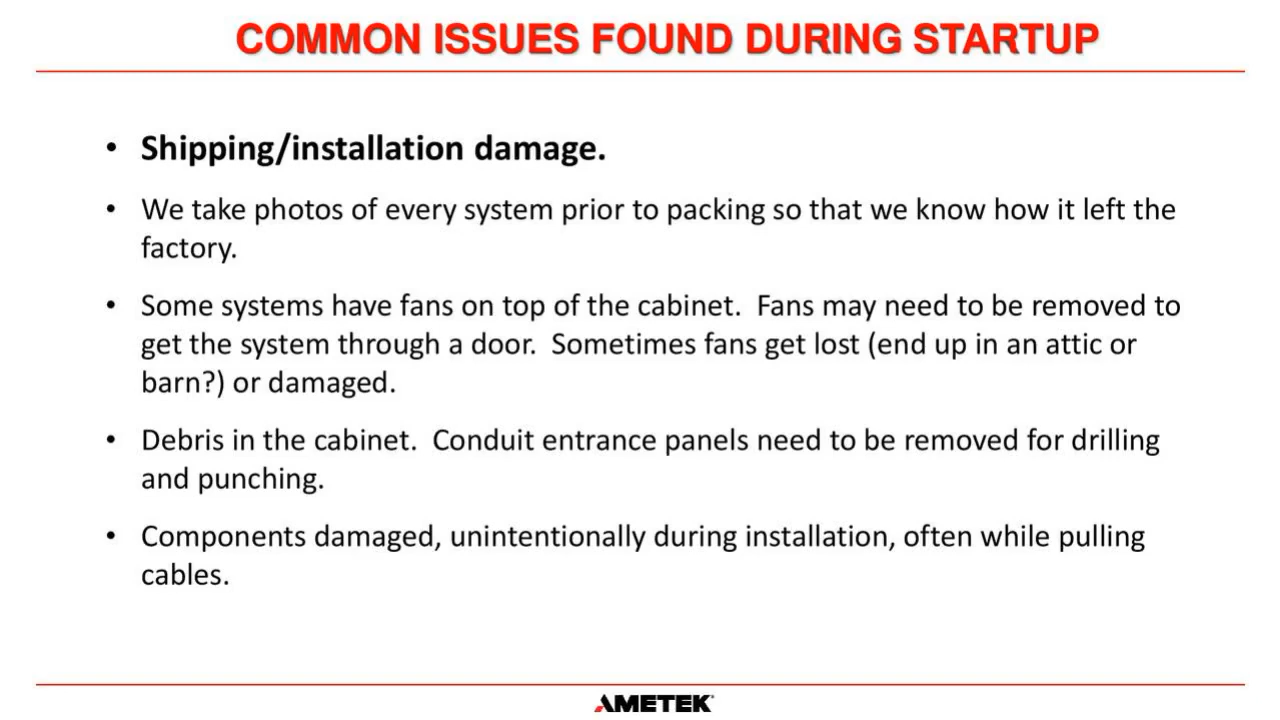 COMMON ISSUES FOUND DURING STARTUP
• Shipping/installation damage.
• We take photos of every system prior to packing so that we know how it left the
factory.
• Some systems have fans on top of the cabinet.  Fans may need to be removed to
get the system through a door.  Sometimes fans get lost (end up in an attic or
barn?) or damaged.
• Debris in the cabinet.  Conduit entrance panels need to be removed for drilling
and punching.
• Components damaged, unintentionally during installation, often while pulling
cables.
AMETEK